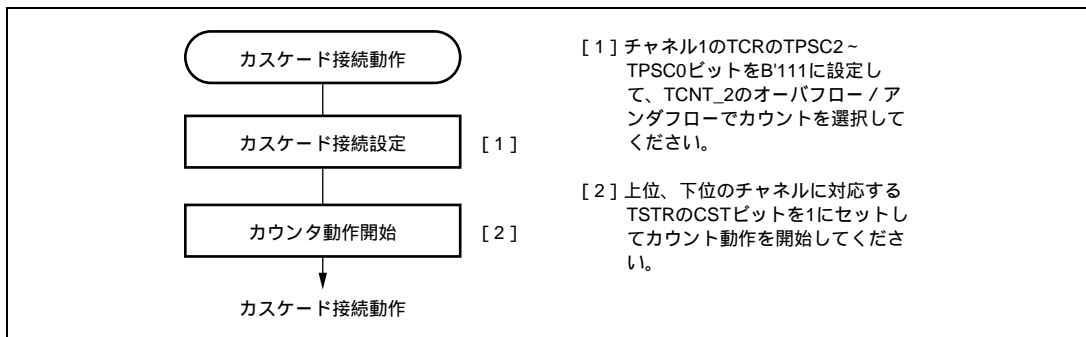 カスケード接続動作
カスケード接続設定
[1]
カウンタ動作開始
[2]
カスケード接続動作
[1] チャネル1のTCRのTPSC2～
TPSC0ビットをB'111に設定し
て、TCNT_2のオーバフロー / ア
ンダフローでカウントを選択して
ください。
[2] 上位、下位のチャネルに対応する
TSTRのCSTビットを1にセットし
てカウント動作を開始してくださ
い。